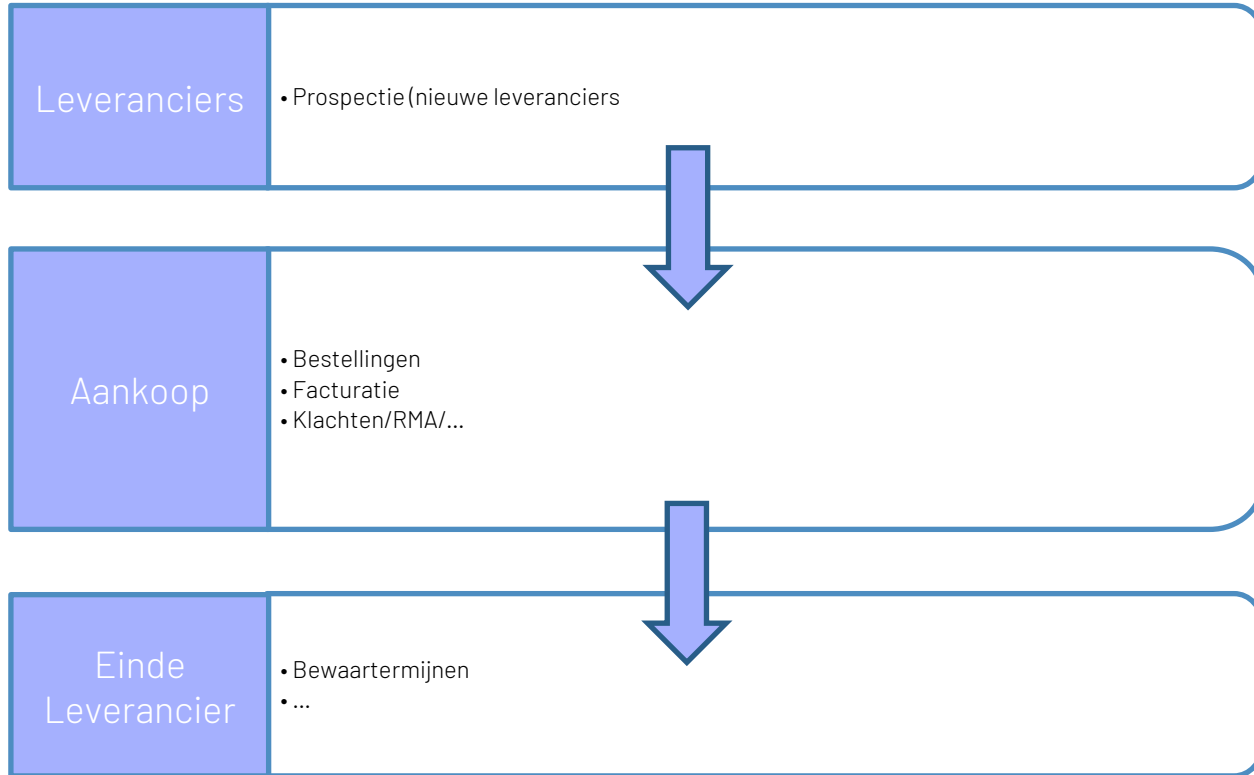 Leveranciers
• Prospectie (nieuwe leveranciers
Aankoop
• Bestellingen
• Facturatie
• Klachten/RMA/...
Einde
Leverancier
• Bewaartermijnen
• ...